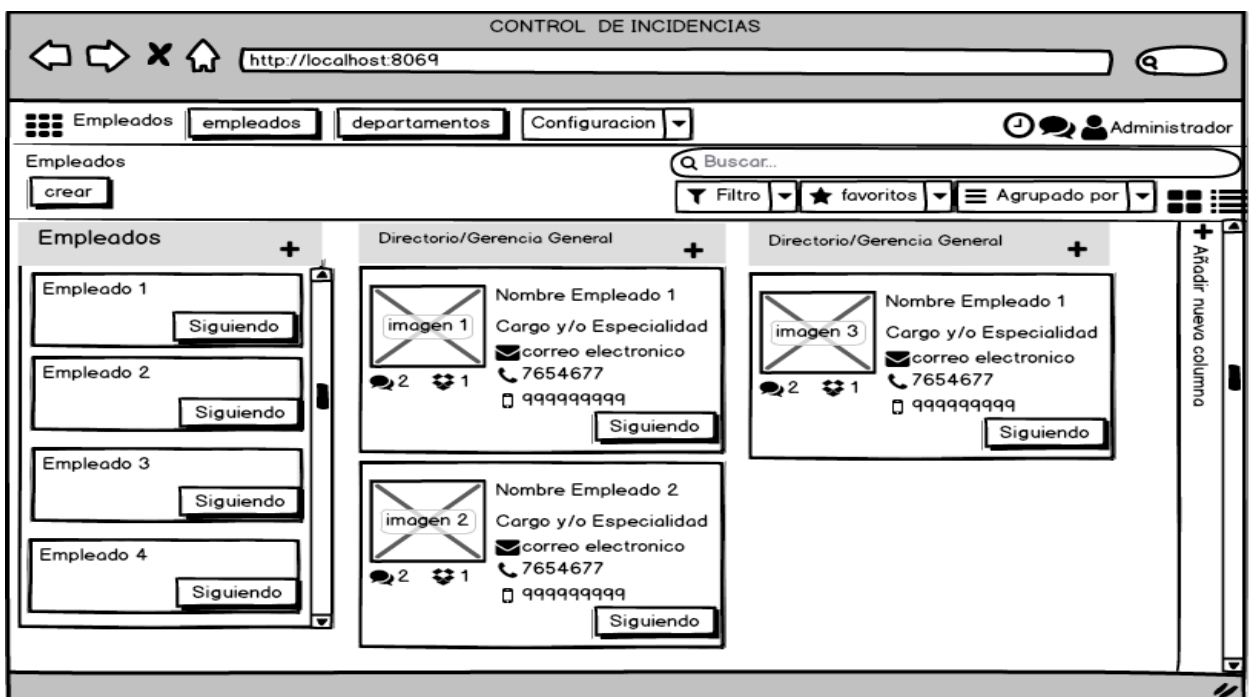 CONTROL DE INCIDENCIAS
http://localhost:8069
Empleados empleados departamentos Configuracion Administrador
Empleados
Buscar...
crear
Filtro favoritos Agrupado por
Empleados
Empleado 1
Siguiendo
Empleado 2
Siguiendo
Empleado 3
Siguiendo
Empleado 4
Siguiendo
Directorio/Gerencia General
imagen 1
Nombre Empleado 1
Cargo y/o Especialidad
correo electronico
2 1 7654677
999999999
Siguiendo
imagen 2
Nombre Empleado 2
Cargo y/o Especialidad
correo electronico
2 1 7654677
999999999
Siguiendo
Directorio/Gerencia General
imagen 3
Nombre Empleado 1
Cargo y/o Especialidad
correo electronico
2 1 7654677
999999999
Siguiendo
Añadir nueva columna